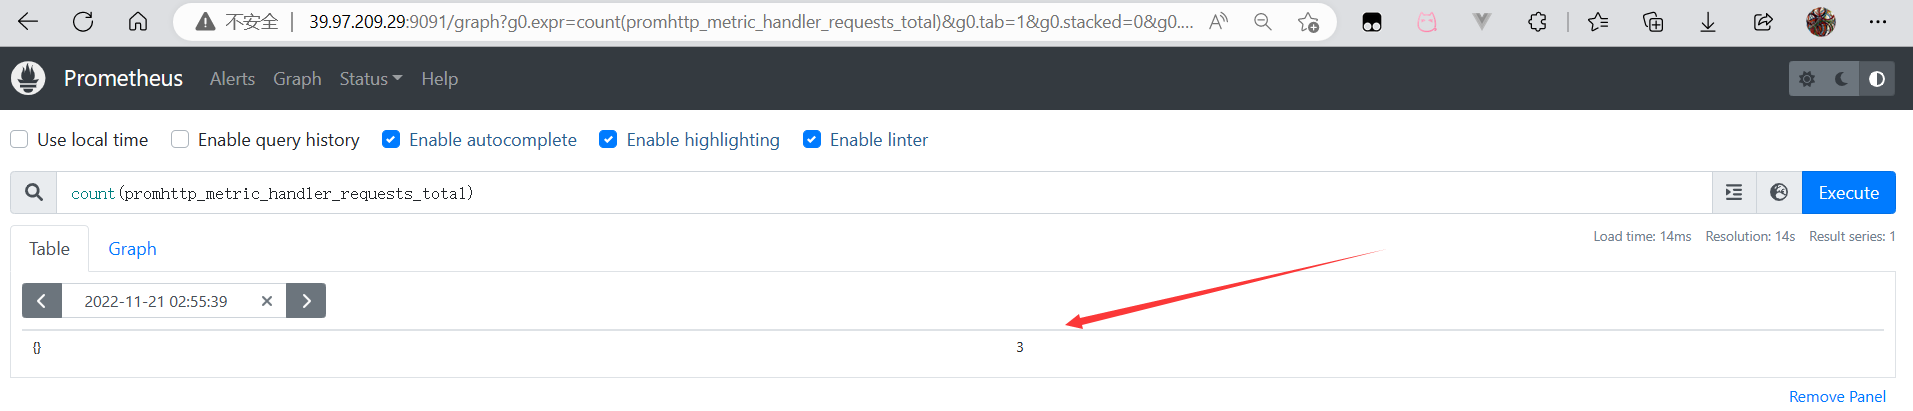 不安全 | 39.97.209.29:9091/graph?g0.expr=count(promhttp_metric_handler_requests_total)&g0.tab=1&g0.stacked=0&g0....
Prometheus Alerts Graph Status Help
Use local time Enable query history Enable autocomplete Enable highlighting Enable linter
count(promhttp_metric_handler_requests_total) Execute
Table Graph Load time: 14ms Resolution: 14s Result series: 1
2022-11-21 02:55:39
{} 3
Remove Panel